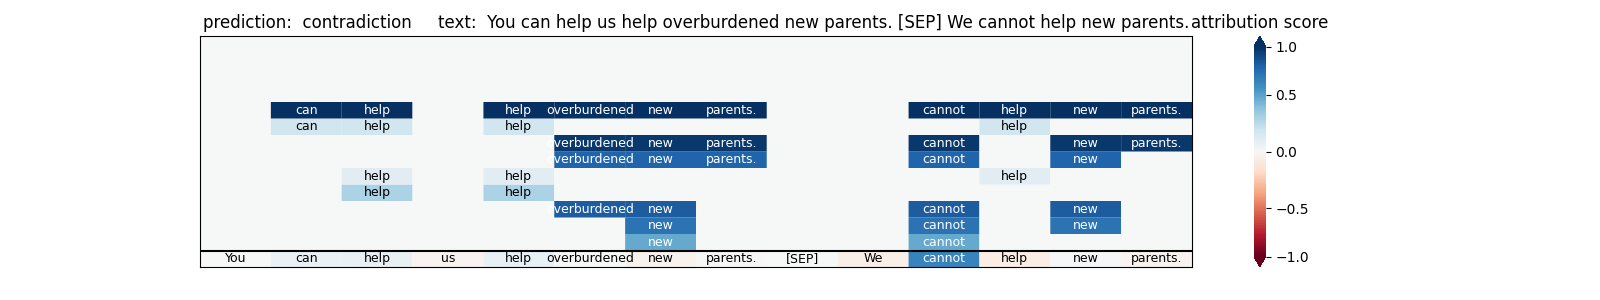 prediction:  contradiction     text:  You can help us help overburdened new parents. [SEP] We cannot help new parents. attribution score
can help help overburdened new parents. cannot help new parents. 1.0
can help help help
verburdened new parents. cannot new parents.
verburdened new parents. cannot new
help help help
help help
verburdened new cannot new
new cannot new
new cannot
You can help us help overburdened new parents. [SEP] We cannot help new parents.
0.5
0.0
−0.5
−1.0